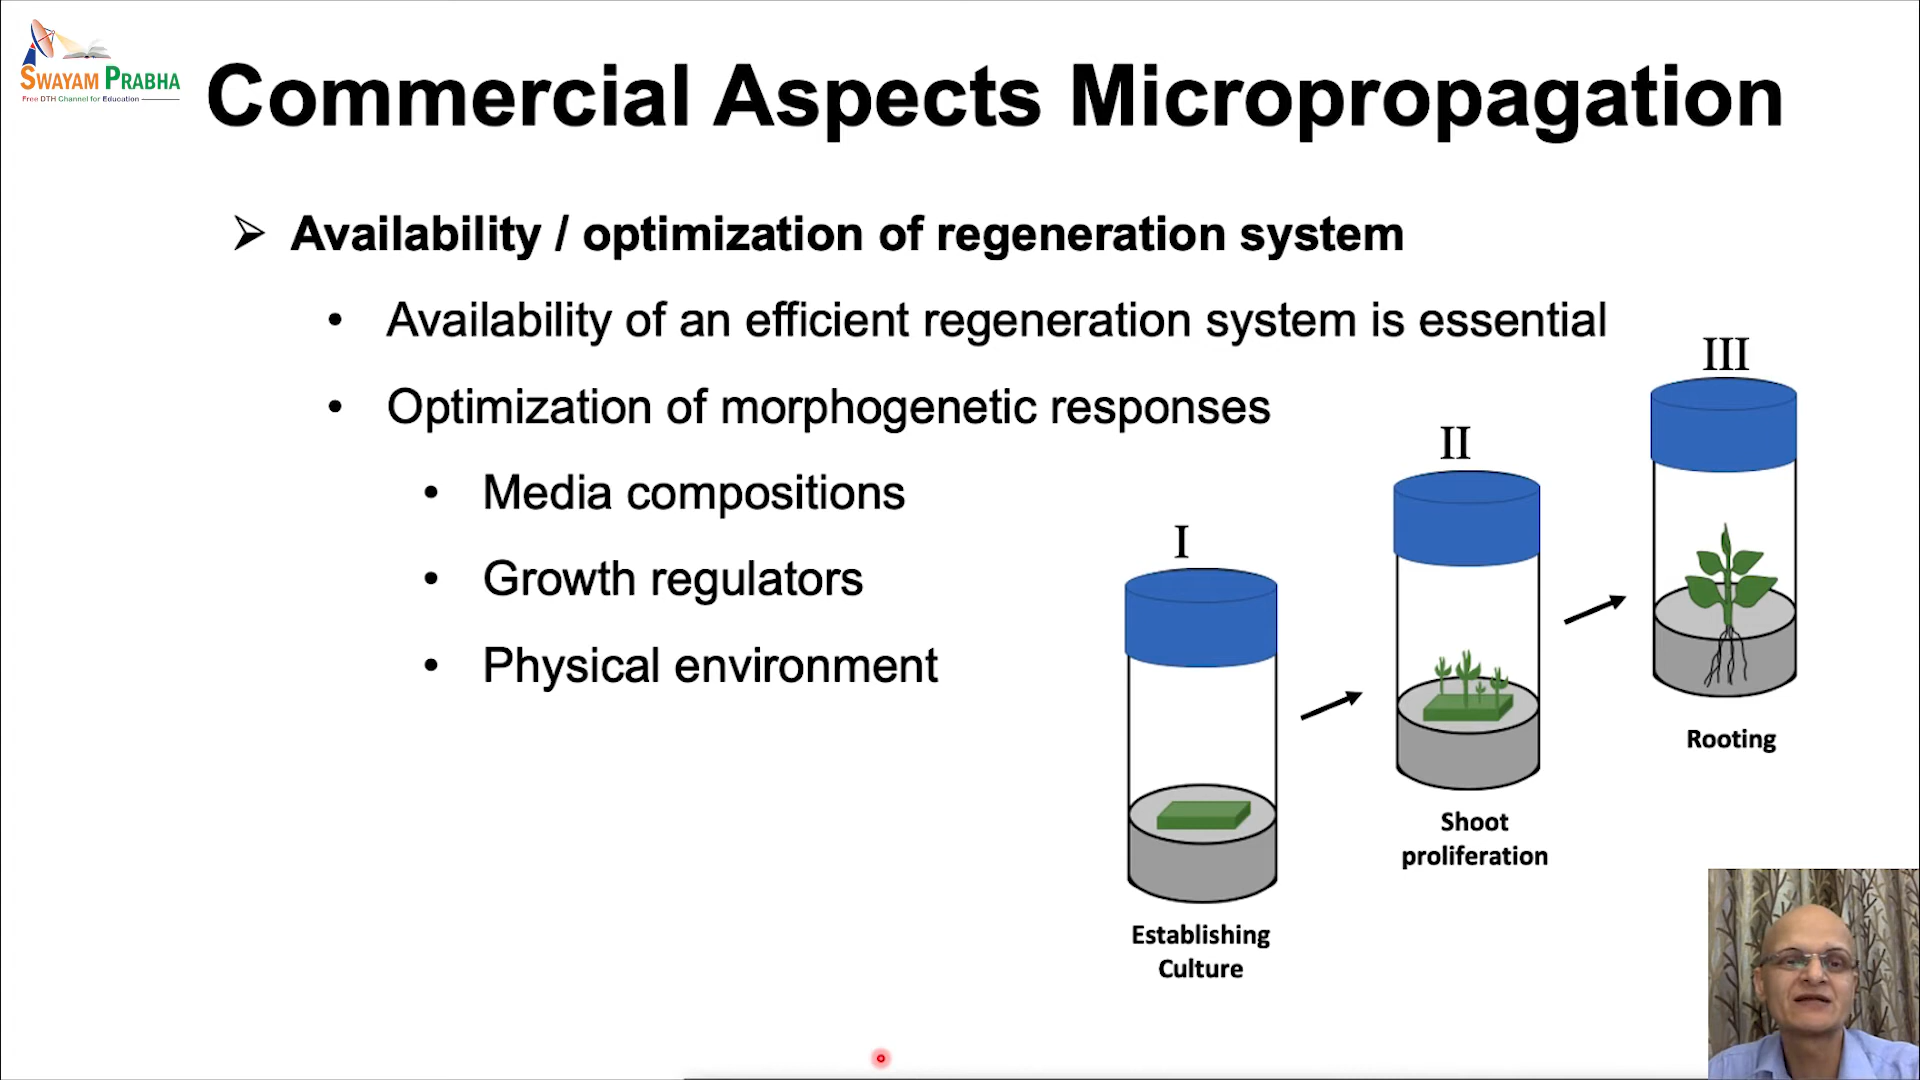 SWAYAM PRABHA
Free DTH Channel for Education
Commercial Aspects Micropropagation
➢ Availability / optimization of regeneration system
• Availability of an efficient regeneration system is essential
• Optimization of morphogenetic responses
• Media compositions
• Growth regulators
• Physical environment
I
Establishing
Culture
II
Shoot
proliferation
III
Rooting